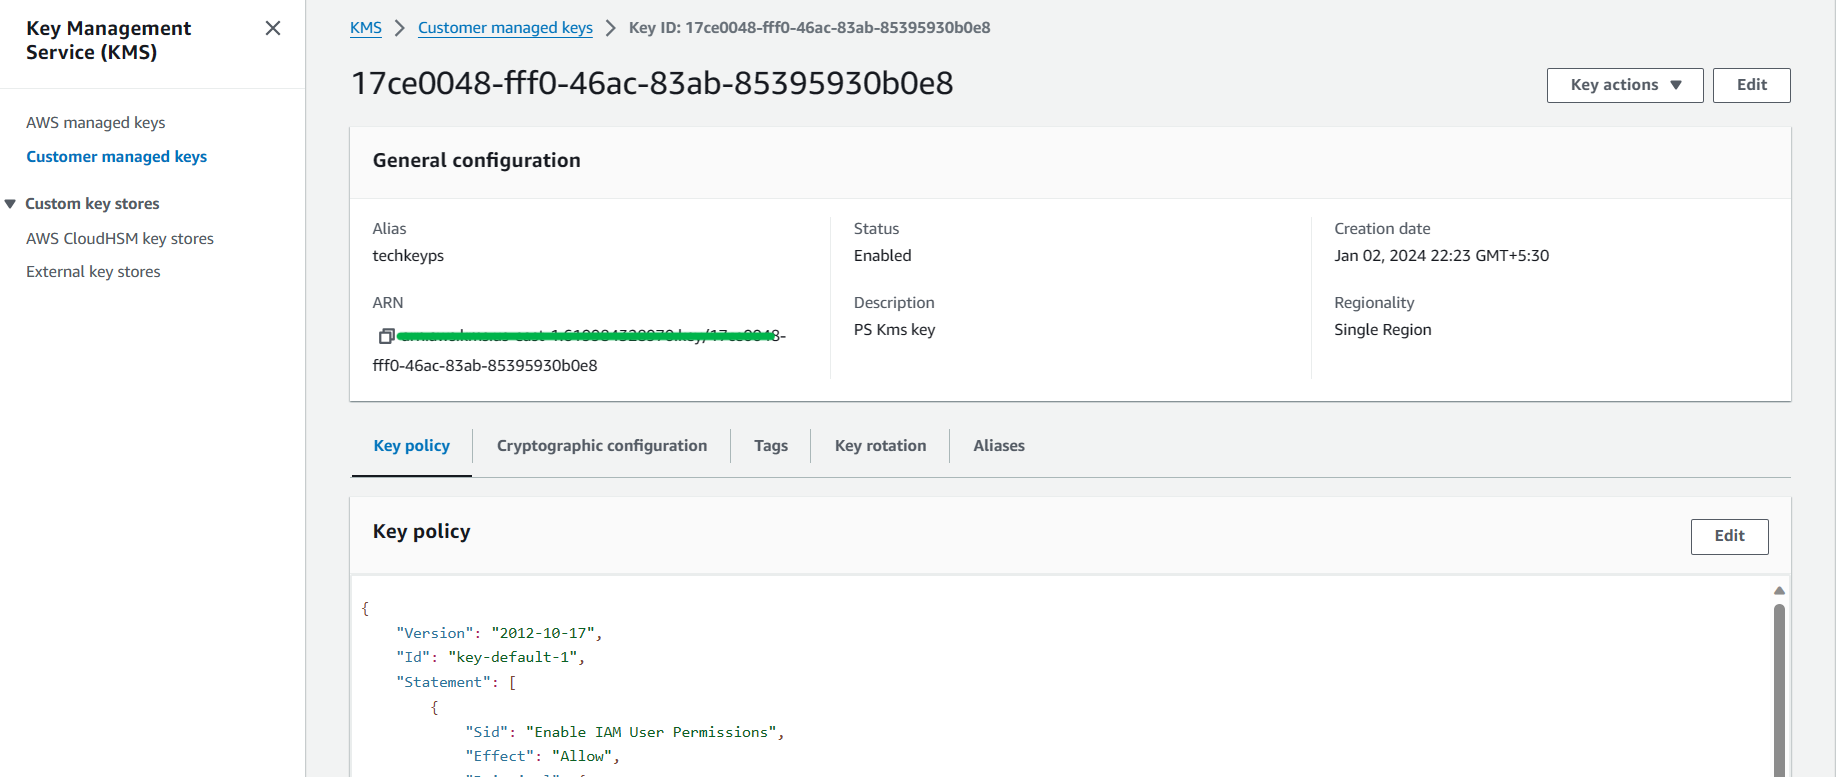 Key Management
Service (KMS)
AWS managed keys
Customer managed keys
Custom key stores
AWS CloudHSM key stores
External key stores
KMS
Customer managed keys
Key ID: 17ce0048-fff0-46ac-83ab-85395930b0e8
17ce0048-fff0-46ac-83ab-85395930b0e8
Key actions
Edit
General configuration
Alias
techkeyps
Status
Enabled
Creation date
Jan 02, 2024 22:23 GMT+5:30
ARN
fff0-46ac-83ab-85395930b0e8
Description
PS Kms key
Regionality
Single Region
Key policy
Cryptographic configuration
Tags
Key rotation
Aliases
Key policy
Edit
{
"Version": "2012-10-17",
"Id": "key-default-1",
"Statement": [
{
"Sid": "Enable IAM User Permissions",
"Effect": "Allow",